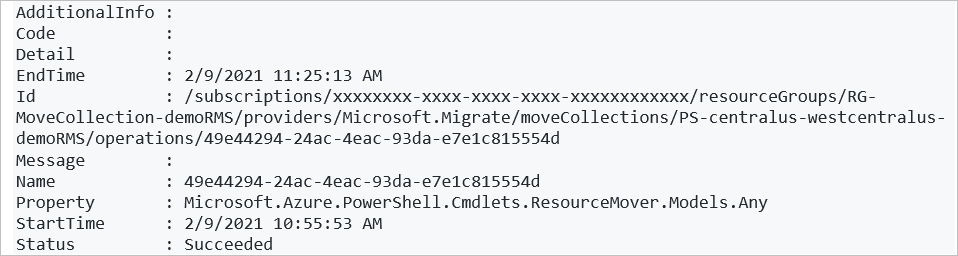 AdditionalInfo :
Code           :
Detail         :
EndTime        : 2/9/2021 11:25:13 AM
Id             : /subscriptions/xxxxxxxx-xxxx-xxxx-xxxx-xxxxxxxxxxxx/resourceGroups/RG-
MoveCollection-demoRMS/providers/Microsoft.Migrate/moveCollections/PS-centralus-westcentralus-
demoRMS/operations/49e44294-24ac-4eac-93da-e7e1c815554d
Message        :
Name           : 49e44294-24ac-4eac-93da-e7e1c815554d
Property       : Microsoft.Azure.PowerShell.Cmdlets.ResourceMover.Models.Any
StartTime      : 2/9/2021 10:55:53 AM
Status         : Succeeded